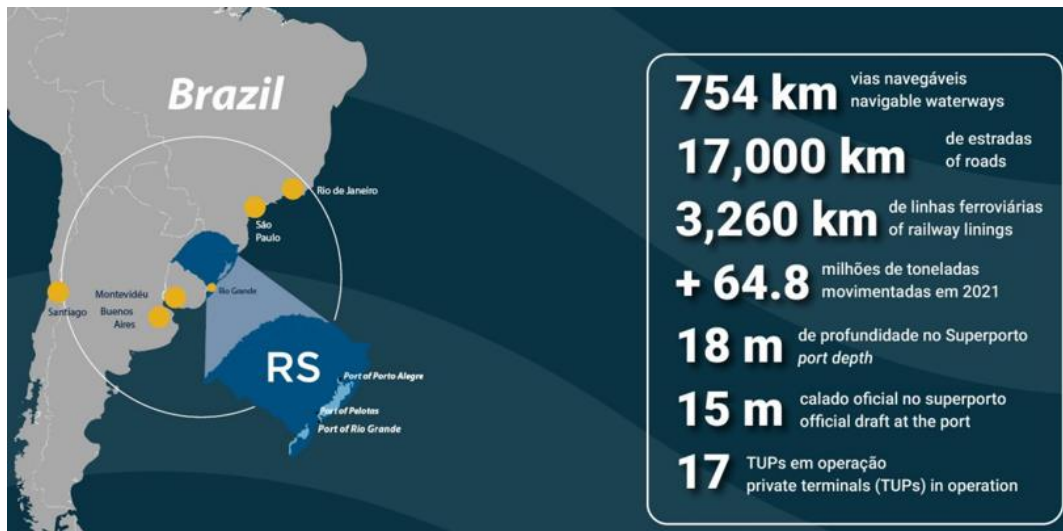 Brazil
Rio de Janeiro
São
Paulo
Rio Grande
Montevidéu
Santiago
Buenos
Aires
RS
Port of Porto Alegre
Port of Pelotas
Port of Rio Grande
754 km
vias navegáveis
navigable waterways
17,000 km
de estradas
of roads
3,260 km
de linhas ferroviárias
of railway linings
+ 64.8
milhões de toneladas
movimentadas em 2021
18 m
de profundidade no Superporto
port depth
15 m
calado oficial no superporto
official draft at the port
17
TUPs em operação
private terminals (TUPs) in operation